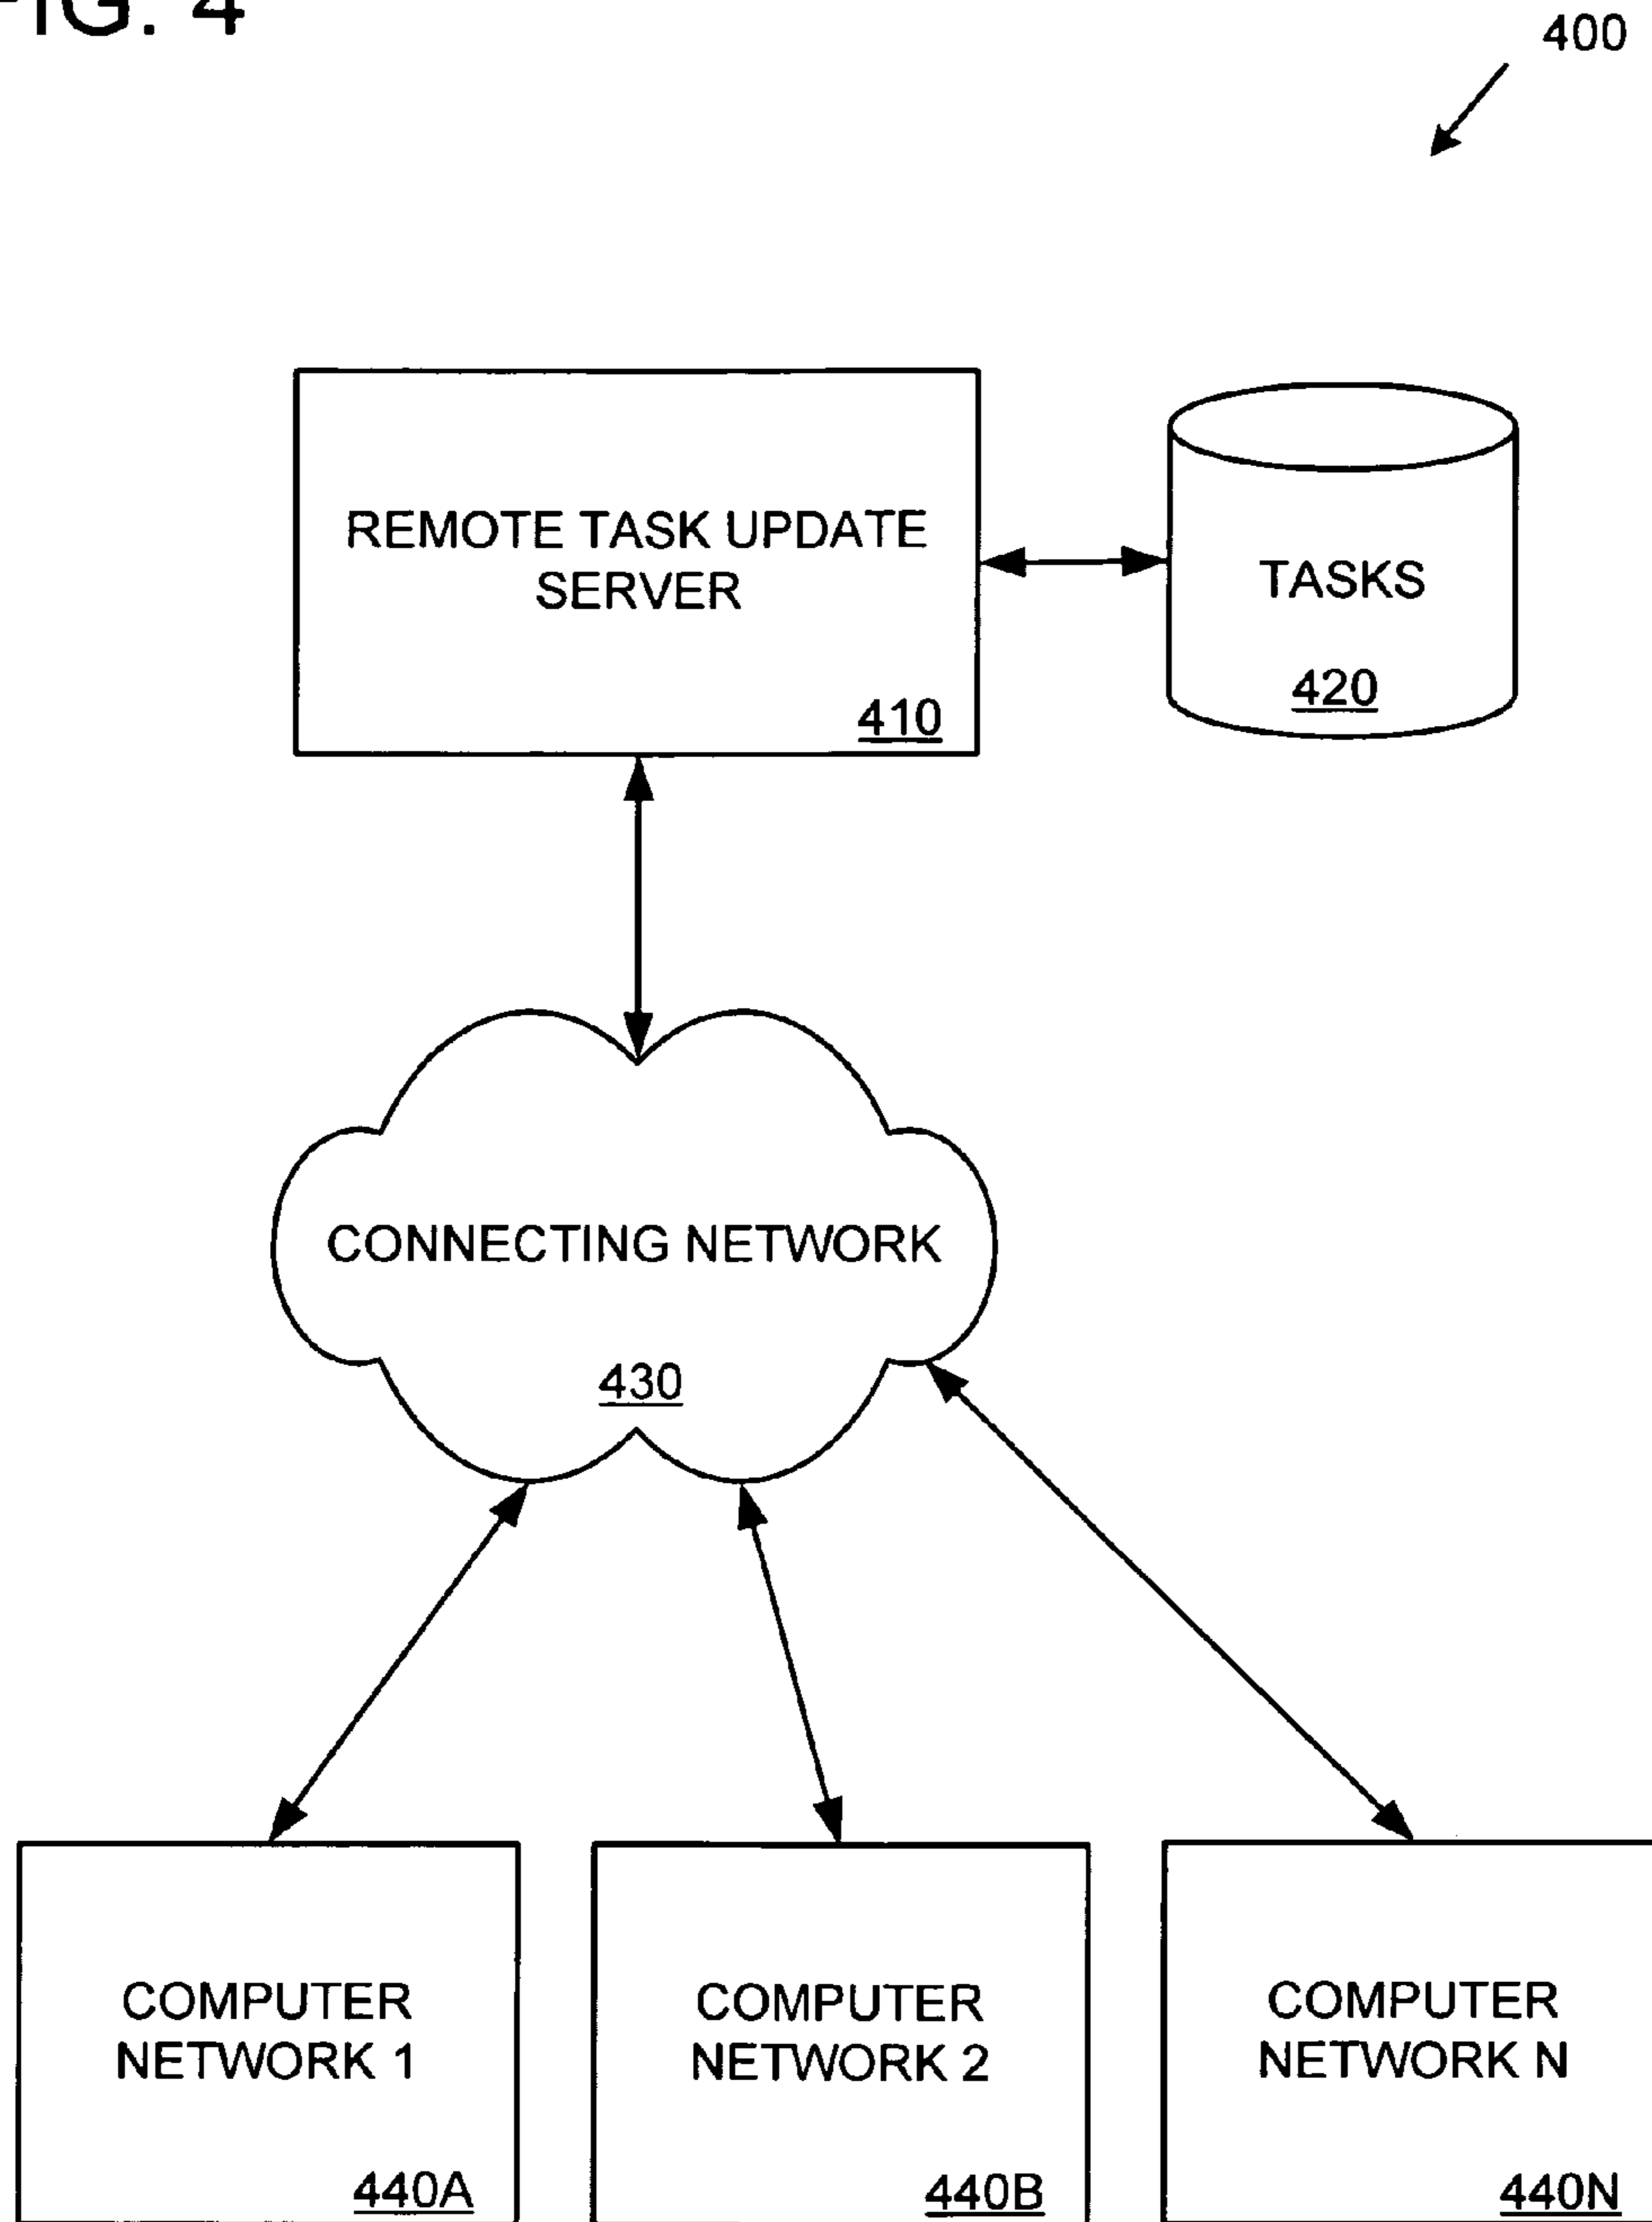 FIG. 4
400
REMOTE TASK UPDATE
SERVER
410
TASKS
420
CONNECTING NETWORK
430
COMPUTER
NETWORK 1
440A
COMPUTER
NETWORK 2
440B
COMPUTER
NETWORK N
440N